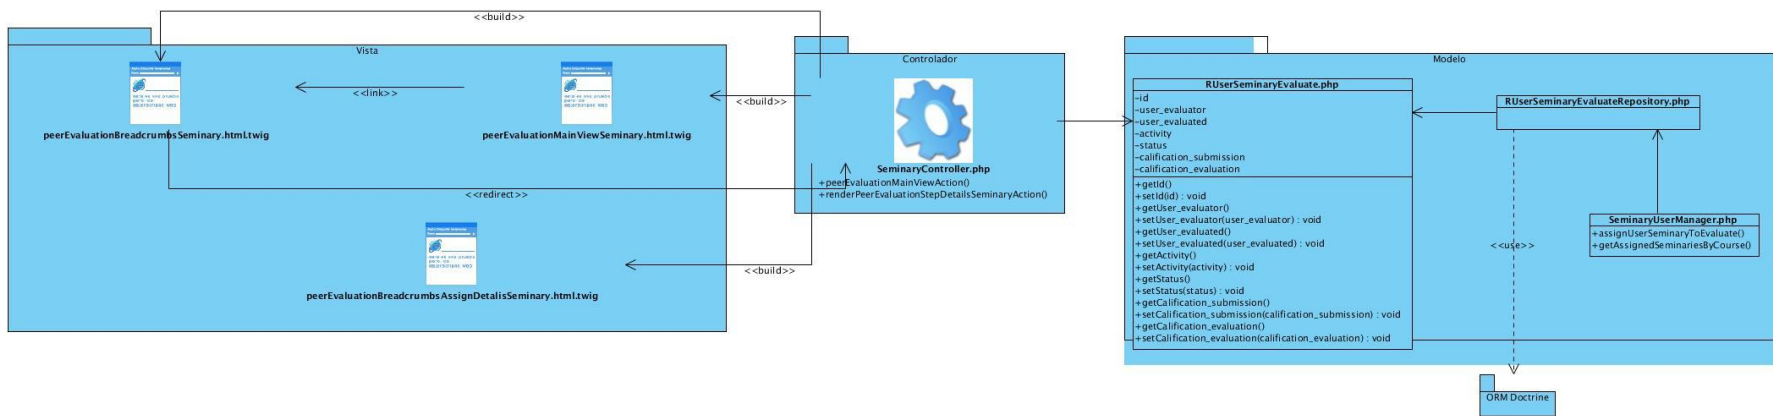 <<build>>
Vista
peerEvaluationBreadcrumbsSeminary.html.twig
<<link>>
peerEvaluationMainViewSeminary.html.twig
<<redirect>>
peerEvaluationBreadcrumbsAssignDetalisSeminary.html.twig
<<build>>
<<build>>
Controlador
SeminaryController.php
+peerEvaluationMainViewAction()
+renderPeerEvaluationStepDetailsSeminaryAction()
Modelo
RUserSeminaryEvaluate.php
-id
-user_evaluator
-user_evaluated
-activity
-status
-calification_submission
-calification_evaluation
+getId()
+setId(id) : void
+getUser_evaluator()
+setUser_evaluator(user_evaluator) : void
+getUser_evaluated()
+setUser_evaluated(user_evaluated) : void
+getActivity()
+setActivity(activity) : void
+getStatus()
+setStatus(status) : void
+getCalification_submission()
+setCalification_submission(calification_submission) : void
+getCalification_evaluation()
+setCalification_evaluation(calification_evaluation) : void
RUserSeminaryEvaluateRepository.php
SeminaryUserManager.php
+assignUserSeminaryToEvaluate()
+getAssignedSeminariesByCourse()
<<use>>
ORM Doctrine